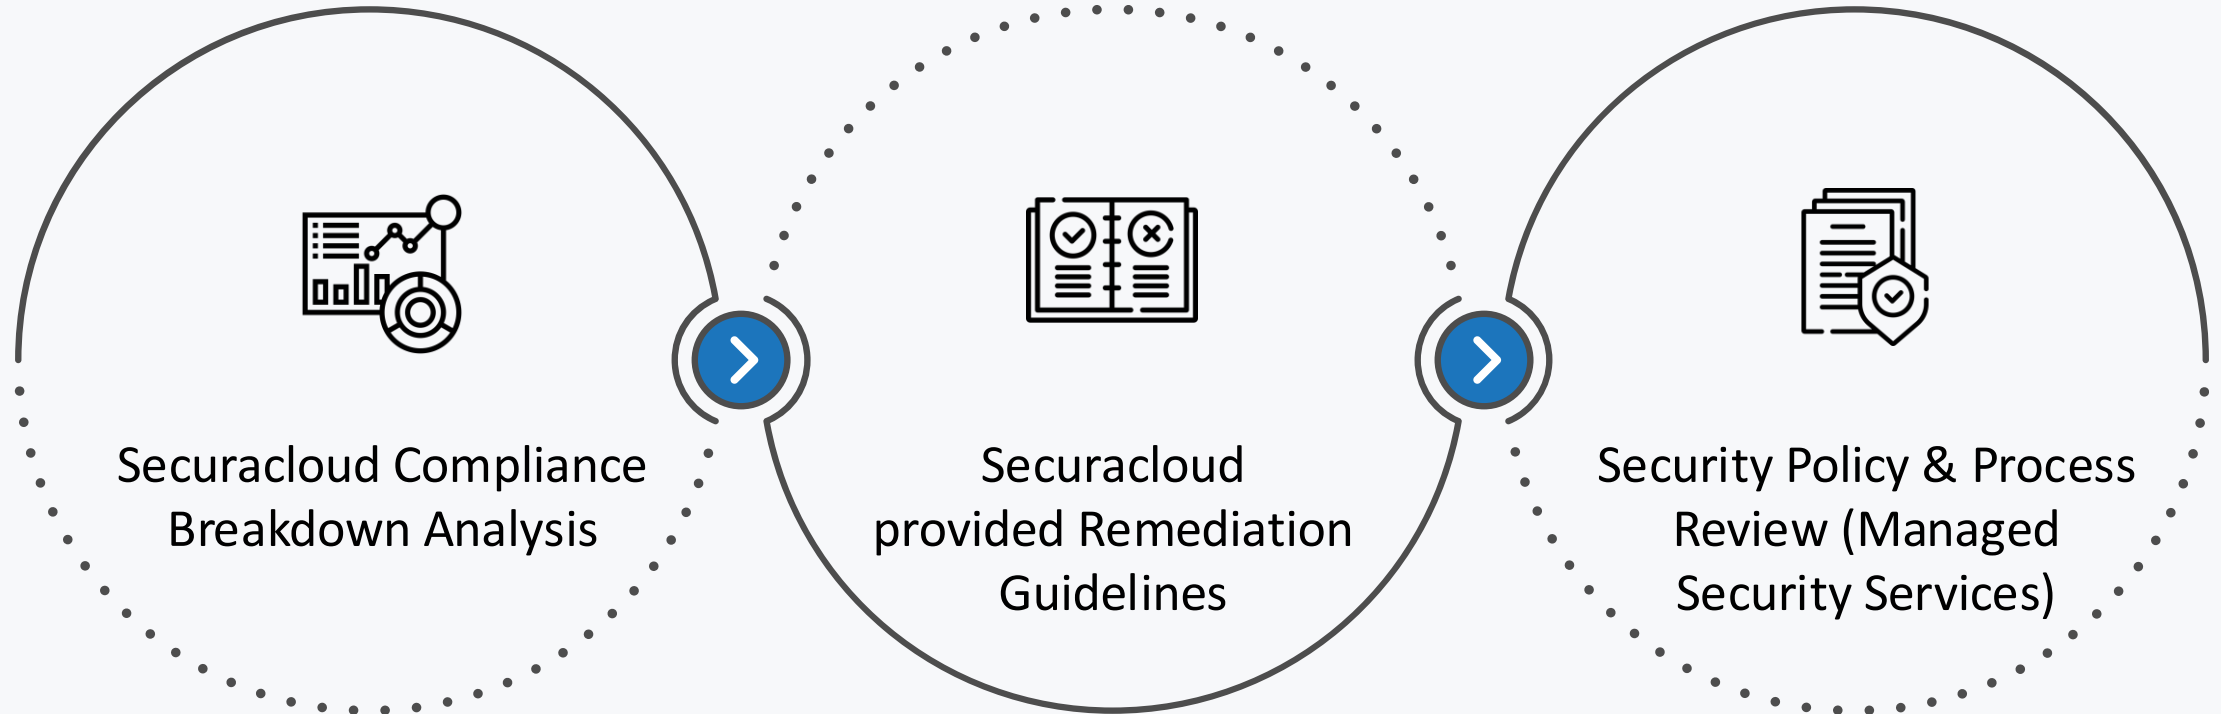 Securacloud Compliance
Breakdown Analysis
Securacloud
provided Remediation
Guidelines
Security Policy & Process
Review (Managed
Security Services)